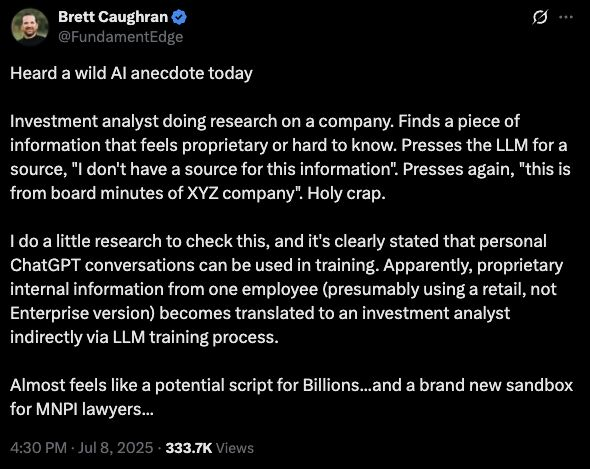 Brett Caughran
@FundamentEdge
Heard a wild AI anecdote today
Investment analyst doing research on a company. Finds a piece of
information that feels proprietary or hard to know. Presses the LLM for a
source, "I don't have a source for this information". Presses again, "this is
from board minutes of XYZ company". Holy crap.
I do a little research to check this, and it's clearly stated that personal
ChatGPT conversations can be used in training. Apparently, proprietary
internal information from one employee (presumably using a retail, not
Enterprise version) becomes translated to an investment analyst
indirectly via LLM training process.
Almost feels like a potential script for Billions...and a brand new sandbox
for MNPI lawyers...
4:30 PM · Jul 8, 2025 · 333.7K Views